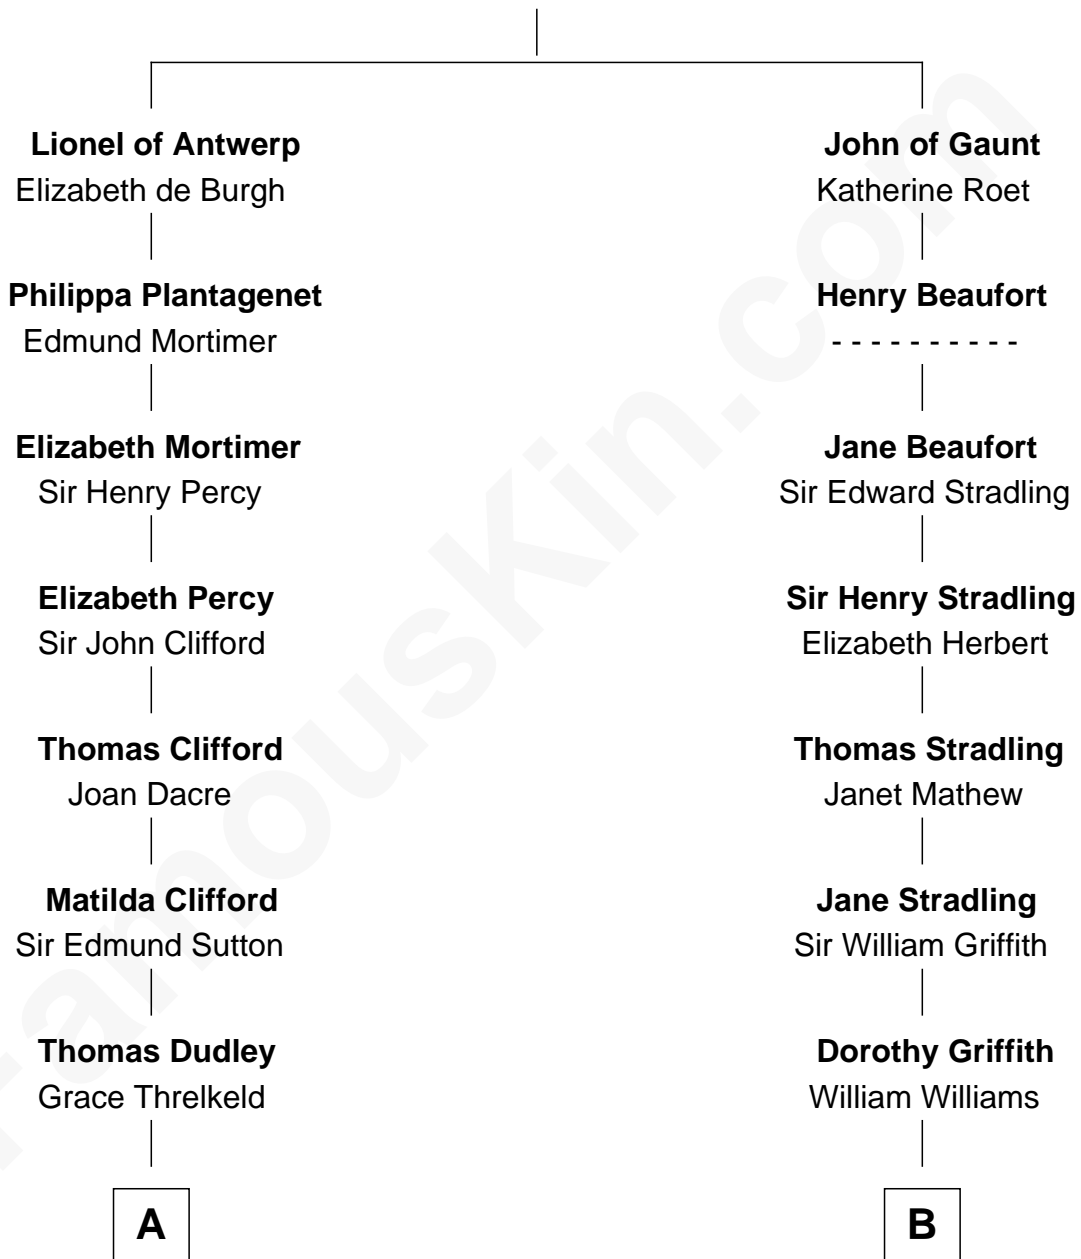 Lionel of Antwerp
Elizabeth de Burgh
Philippa Plantagenet
Edmund Mortimer
Elizabeth Mortimer
Sir Henry Percy
Elizabeth Percy
Sir John Clifford
Thomas Clifford
Joan Dacre
Matilda Clifford
Sir Edmund Sutton
Thomas Dudley
Grace Threlkeld
A
John of Gaunt
Katherine Roet
Henry Beaufort
- - - - - - - - - -
Jane Beaufort
Sir Edward Stradling
Sir Henry Stradling
Elizabeth Herbert
Thomas Stradling
Janet Mathew
Jane Stradling
Sir William Griffith
Dorothy Griffith
William Williams
B
FamousKin.com